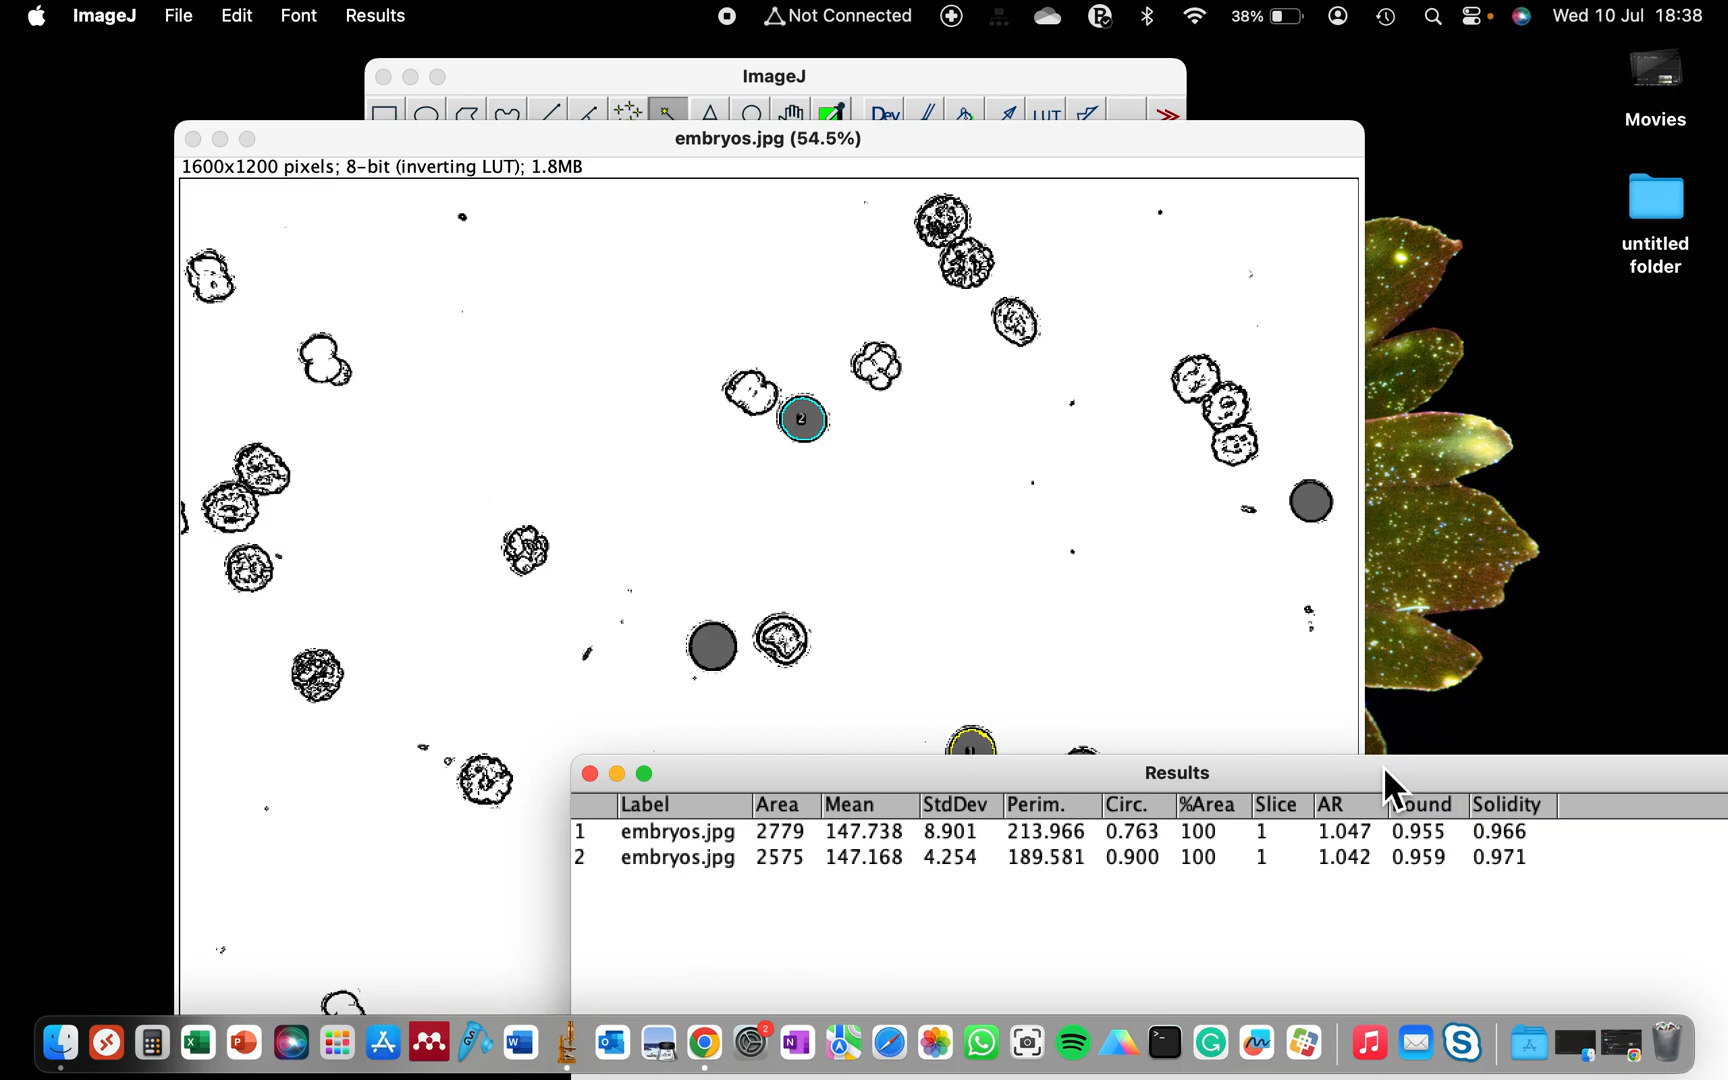 ImageJ File Edit Font Results Not Connected 38% Wed 10 Jul 18:38
ImageJ
Dev LUT
embryos.jpg (54.5%)
1600x1200 pixels; 8-bit (inverting LUT); 1.8MB
Movies
untitled
folder
2
1
Results
Label Area Mean StdDev Perim. Circ. %Area Slice AR ound Solidity
1 embryos.jpg 2779 147.738 8.901 213.966 0.763 100 1 1.047 0.955 0.966
2 embryos.jpg 2575 147.168 4.254 189.581 0.900 100 1 1.042 0.959 0.971
2